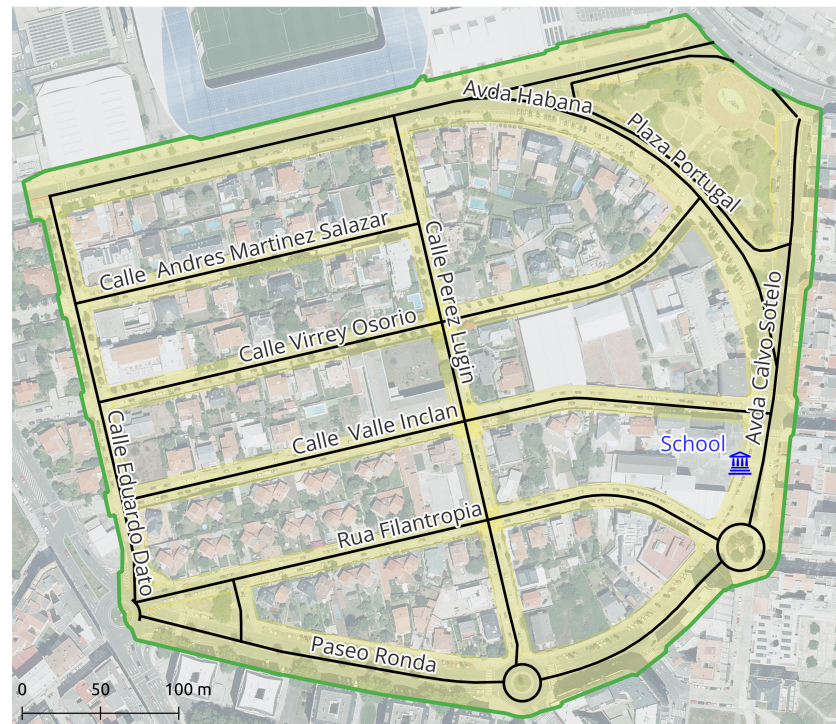 Avda Habana
Plaza Portugal
Calle  Andres Martinez Salazar
Calle Perez Lugin
Calle Virrey Osorio
Avda Calvo Sotelo
Calle Eduardo Dato
Calle  Valle Inclan
School
Rua Filantropia
Paseo Ronda
0 50 100 m